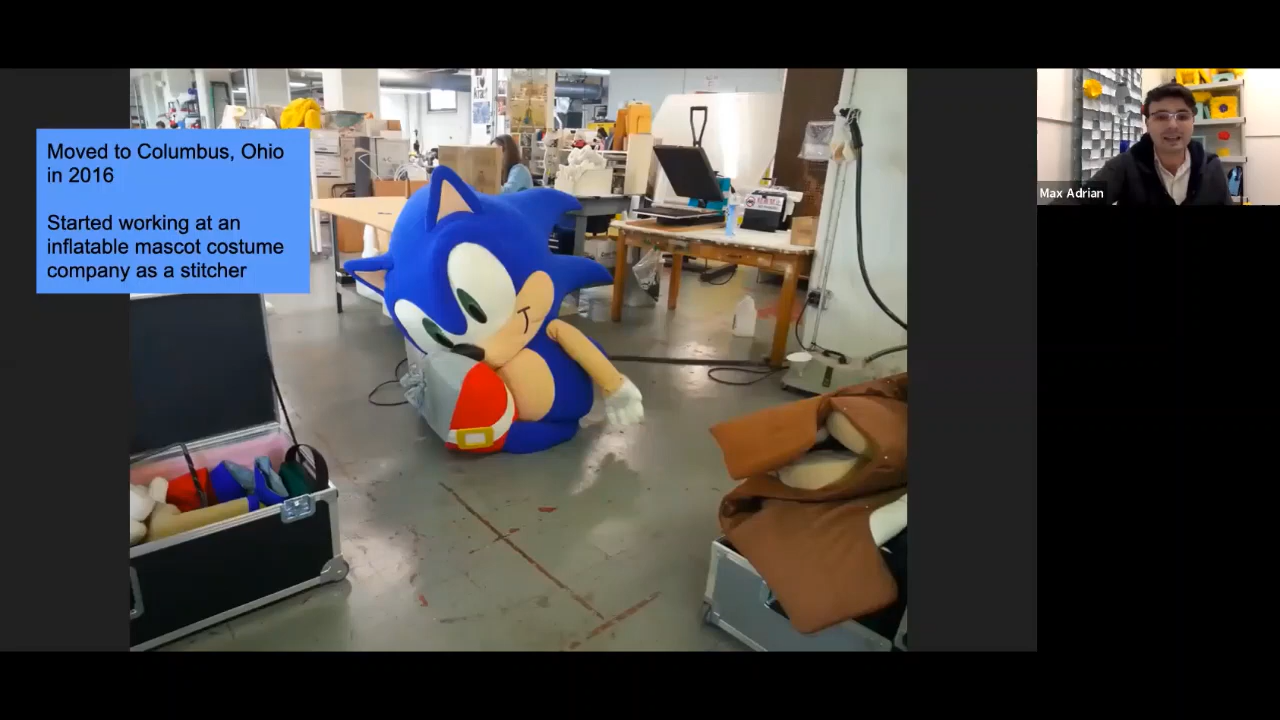 Moved to Columbus, Ohio
in 2016
Started working at an
inflatable mascot costume
company as a stitcher
Max Adrian